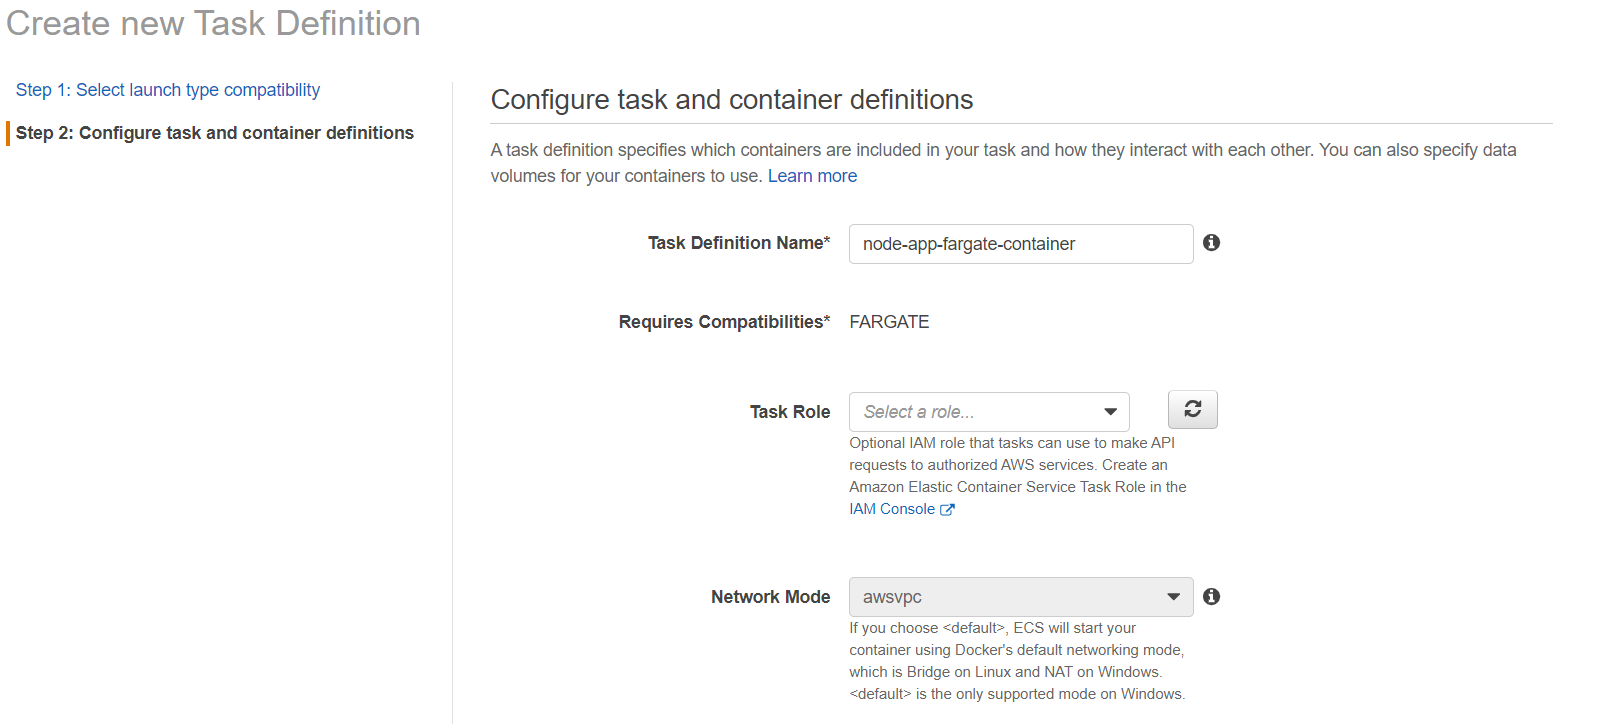 Create new Task Definition
Step 1: Select launch type compatibility
Step 2: Configure task and container definitions
Configure task and container definitions
A task definition specifies which containers are included in your task and how they interact with each other. You can also specify data
volumes for your containers to use. Learn more
Task Definition Name* node-app-fargate-container
Requires Compatibilities* FARGATE
Task Role Select a role...
Optional IAM role that tasks can use to make API
requests to authorized AWS services. Create an
Amazon Elastic Container Service Task Role in the
IAM Console
Network Mode awsvpc
If you choose <default>, ECS will start your
container using Docker's default networking mode,
which is Bridge on Linux and NAT on Windows.
<default> is the only supported mode on Windows.